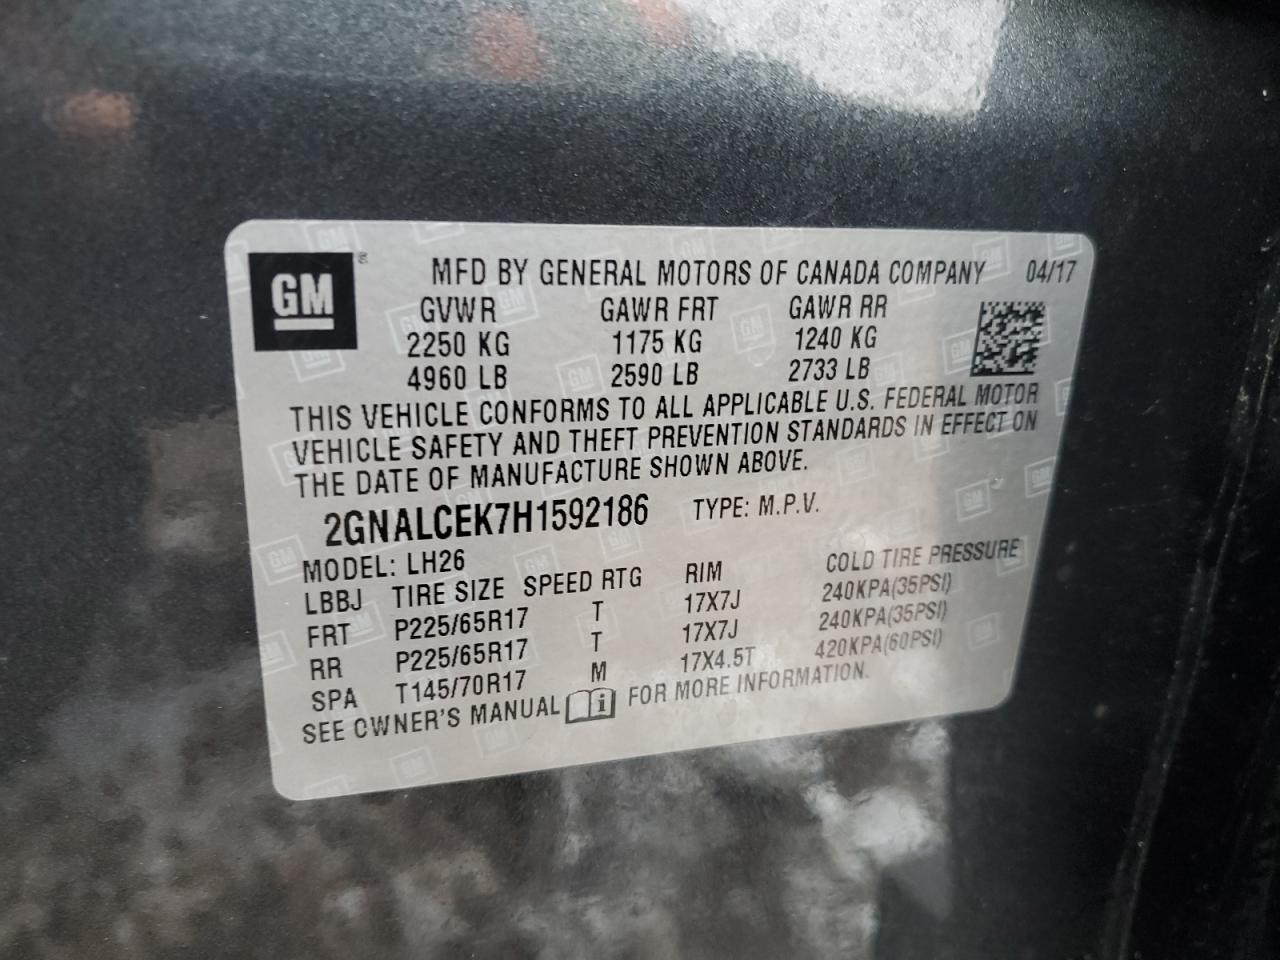 GM
MFD BY GENERAL MOTORS OF CANADA COMPANY 04/17
GVWR GAWR FRT GAWR RR
2250 KG 1175 KG 1240 KG
4960 LB 2590 LB 2733 LB
THIS VEHICLE CONFORMS TO ALL APPLICABLE U.S. FEDERAL MOTOR
VEHICLE SAFETY AND THEFT PREVENTION STANDARDS IN EFFECT ON
THE DATE OF MANUFACTURE SHOWN ABOVE.
2GNALCEK7H1592186 TYPE: M.P.V.
MODEL: LH26
LBBJ TIRE SIZE SPEED RTG RIM COLD TIRE PRESSURE
FRT P225/65R17 T 17X7J 240KPA(35PSI)
RR P225/65R17 T 17X7J 240KPA(35PSI)
SPA T145/70R17 M 17X4.5T 420KPA(60PSI)
SEE OWNER'S MANUAL i FOR MORE INFORMATION.